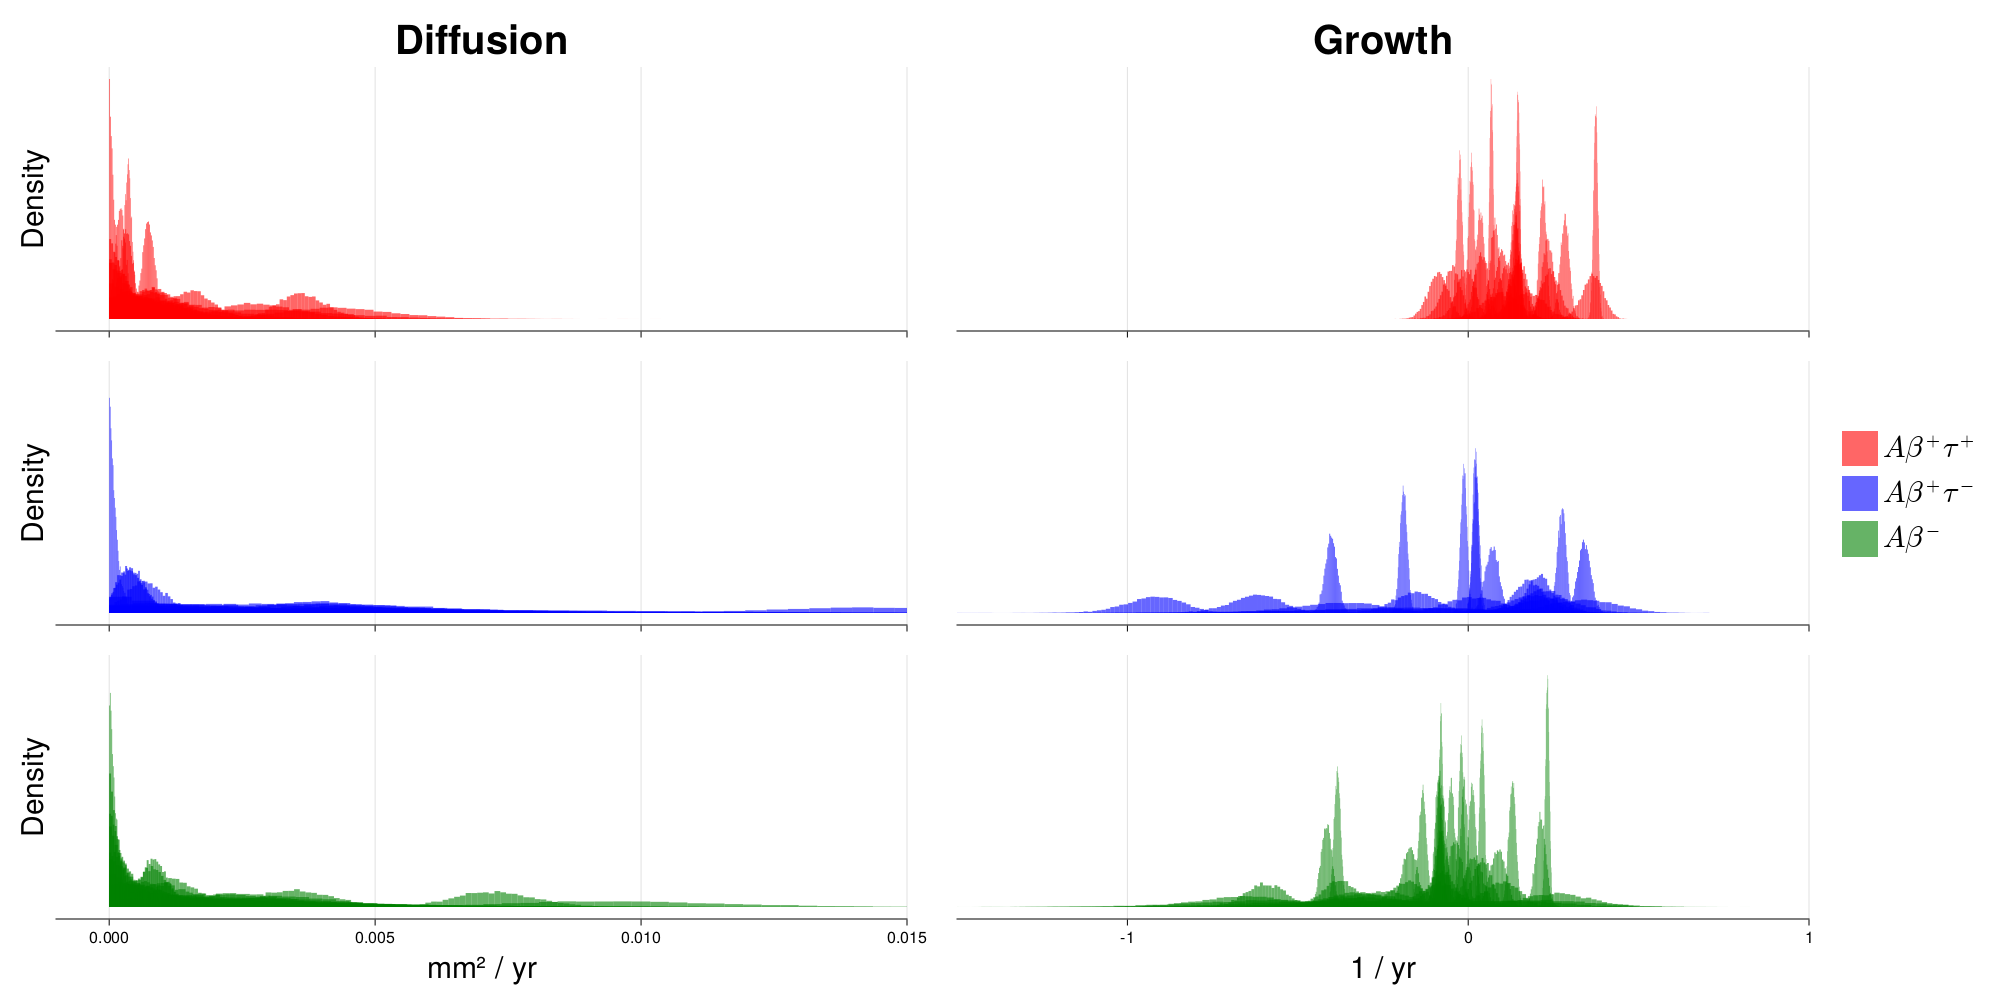 Diffusion
Growth
Density
Density
Density
Aβ⁺τ⁺
Aβ⁺τ⁻
Aβ⁻
0.000 0.005 0.010 0.015
-1 0 1
mm² / yr
1 / yr